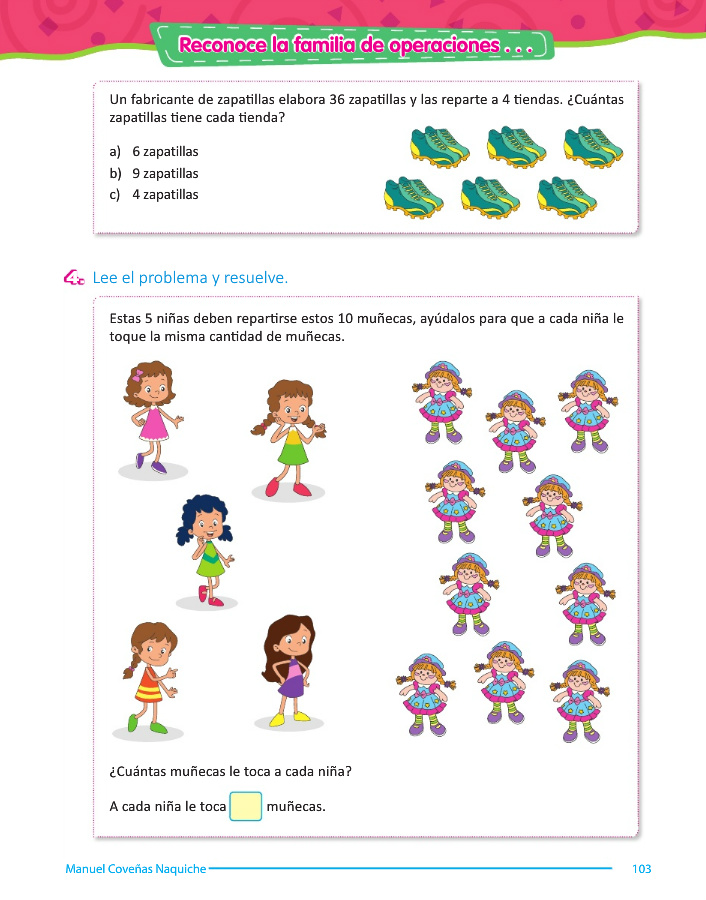 Reconoce la familia de operaciones . . .
Un fabricante de zapatillas elabora 36 zapatillas y las reparte a 4 tiendas. ¿Cuántas
zapatillas tiene cada tienda?
a) 6 zapatillas
b) 9 zapatillas
c) 4 zapatillas
4. Lee el problema y resuelve.
Estas 5 niñas deben repartirse estos 10 muñecas, ayúdalos para que a cada niña le
toque la misma cantidad de muñecas.
¿Cuántas muñecas le toca a cada niña?
A cada niña le toca muñecas.
Manuel Coveñas Naquiche 103